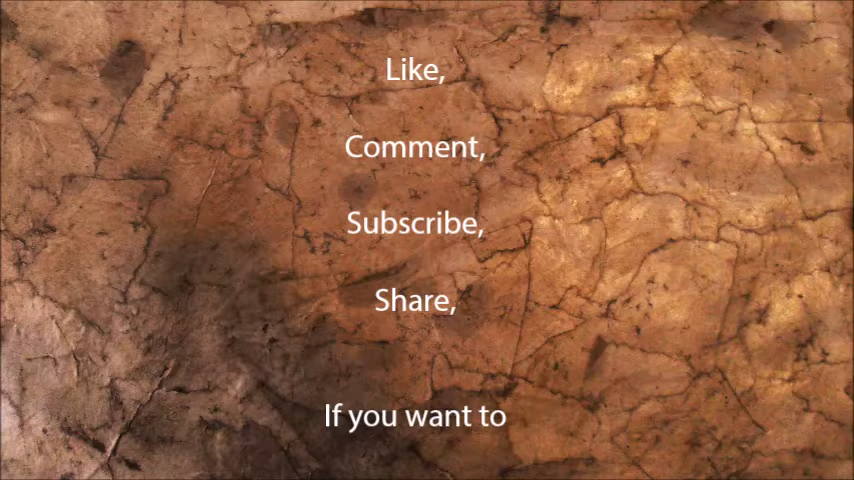 Like,
Comment,
Subscribe,
Share,
If you want to